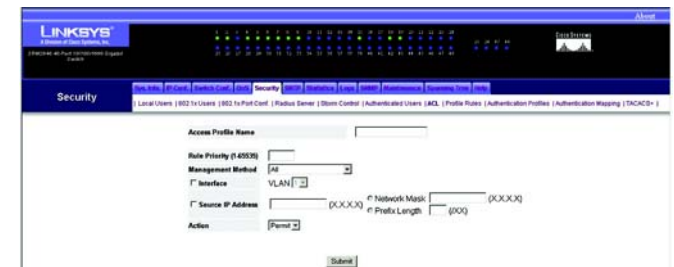 About
LINKSYS®
A Division of Cisco Systems, Inc.
Switch
Cisco Systems
Security
Sys. Info. IP Conf. Switch Conf. QoS Security SNTP Statistics Logs SNMP Maintenance Spanning Tree Help
| Local Users | 802.1x Users | 802.1x Port Conf. | Radius Server | Storm Control | Authenticated Users | ACL | Profile Rules | Authentication Profiles | Authentication Mapping | TACACS+ |
Access Profile Name
Rule Priority (1-65535)
Management Method All
Interface VLAN 1
Source IP Address (X.X.X.X) Network Mask (X.X.X.X)
Prefix Length (/XX)
Action Permit
Submit